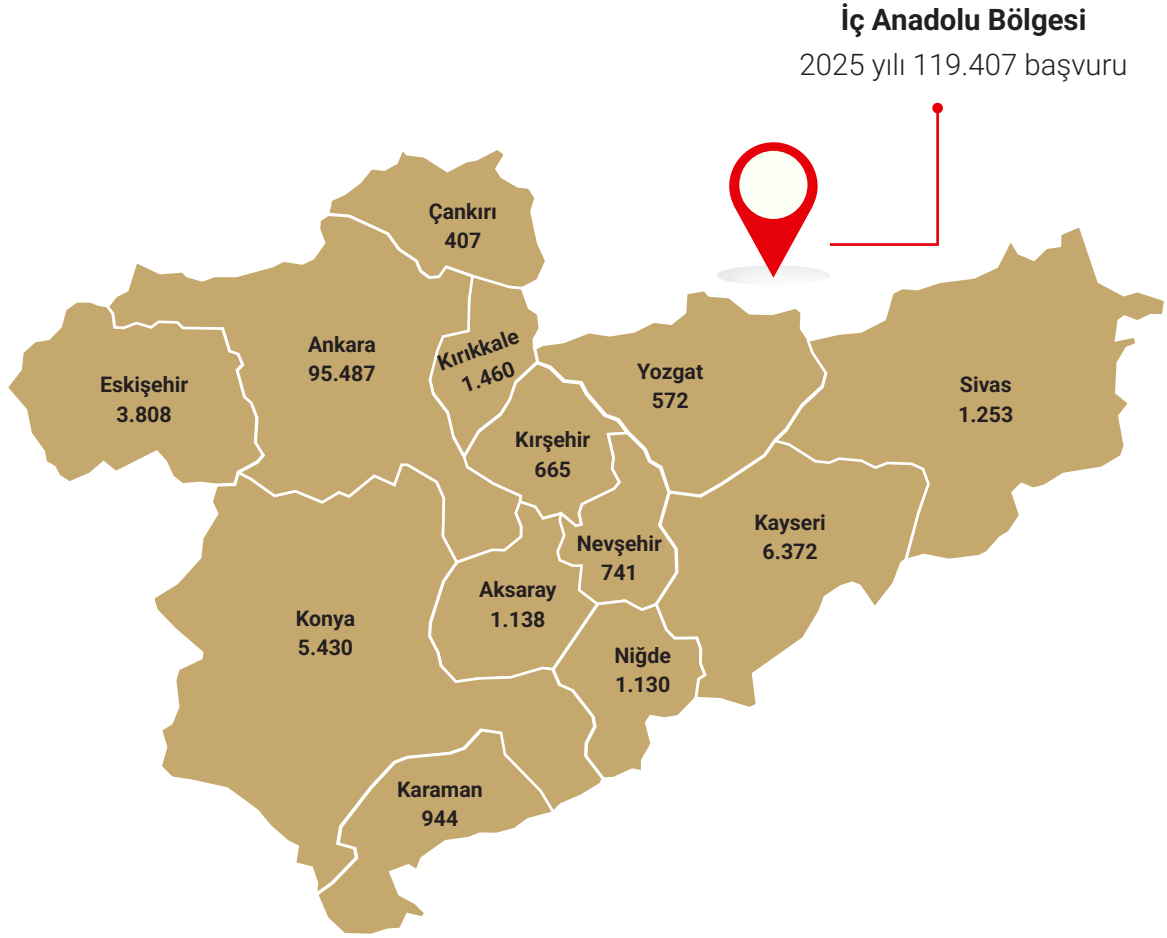 İç Anadolu Bölgesi
2025 yılı 119.407 başvuru
Çankırı
407
Ankara
95.487
Kırıkkale
1.460
Eskişehir
3.808
Yozgat
572
Sivas
1.253
Kırşehir
665
Kayseri
6.372
Nevşehir
741
Aksaray
1.138
Konya
5.430
Niğde
1.130
Karaman
944